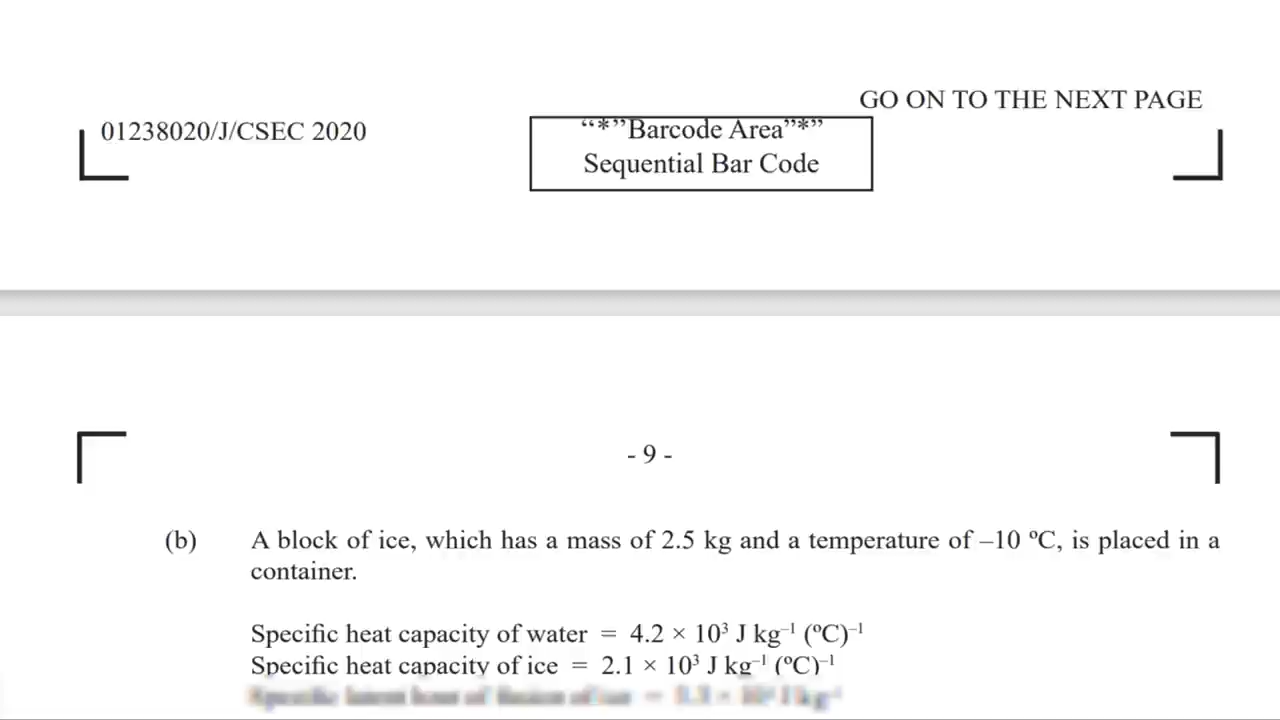 GO ON TO THE NEXT PAGE
01238020/J/CSEC 2020
“*”Barcode Area”*”
Sequential Bar Code
- 9 -
(b) A block of ice, which has a mass of 2.5 kg and a temperature of –10 ºC, is placed in a
container.
Specific heat capacity of water = 4.2 × 10³ J kg⁻¹ (ºC)⁻¹
Specific heat capacity of ice = 2.1 × 10³ J kg⁻¹ (ºC)⁻¹